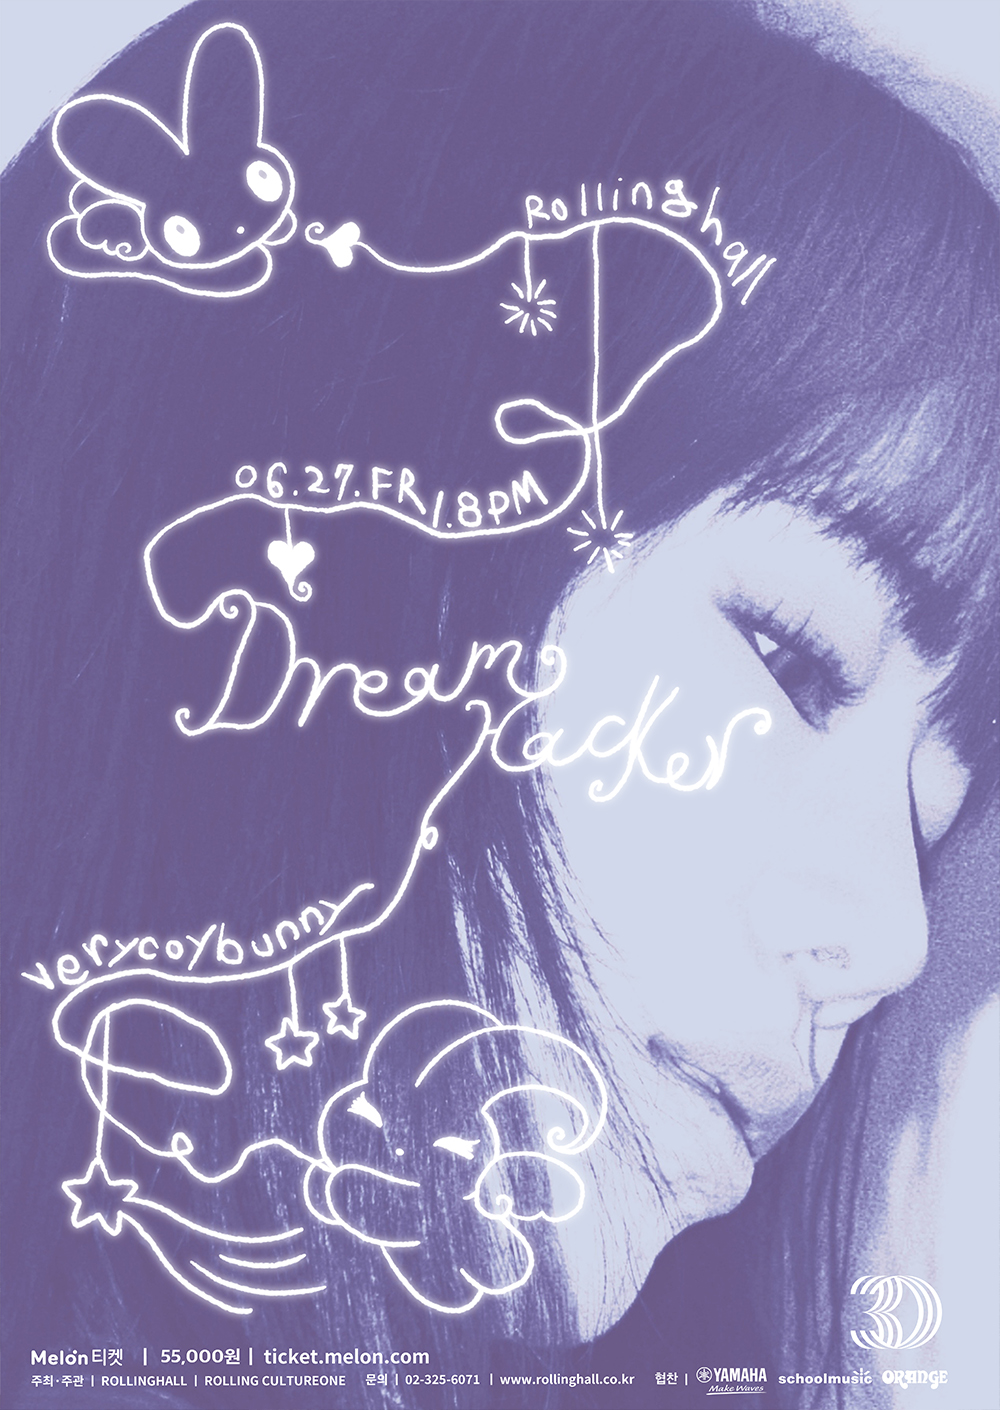 Rollinghall
06.27.FRI.8PM
Dream
Hacker
verycoybunny
30
Melon티켓 | 55,000원 | ticket.melon.com
주최·주관 | ROLLINGHALL | ROLLING CULTUREONE 문의 | 02-325-6071 | www.rollinghall.co.kr 협찬 | YAMAHA Make Waves schoolmusic ORANGE